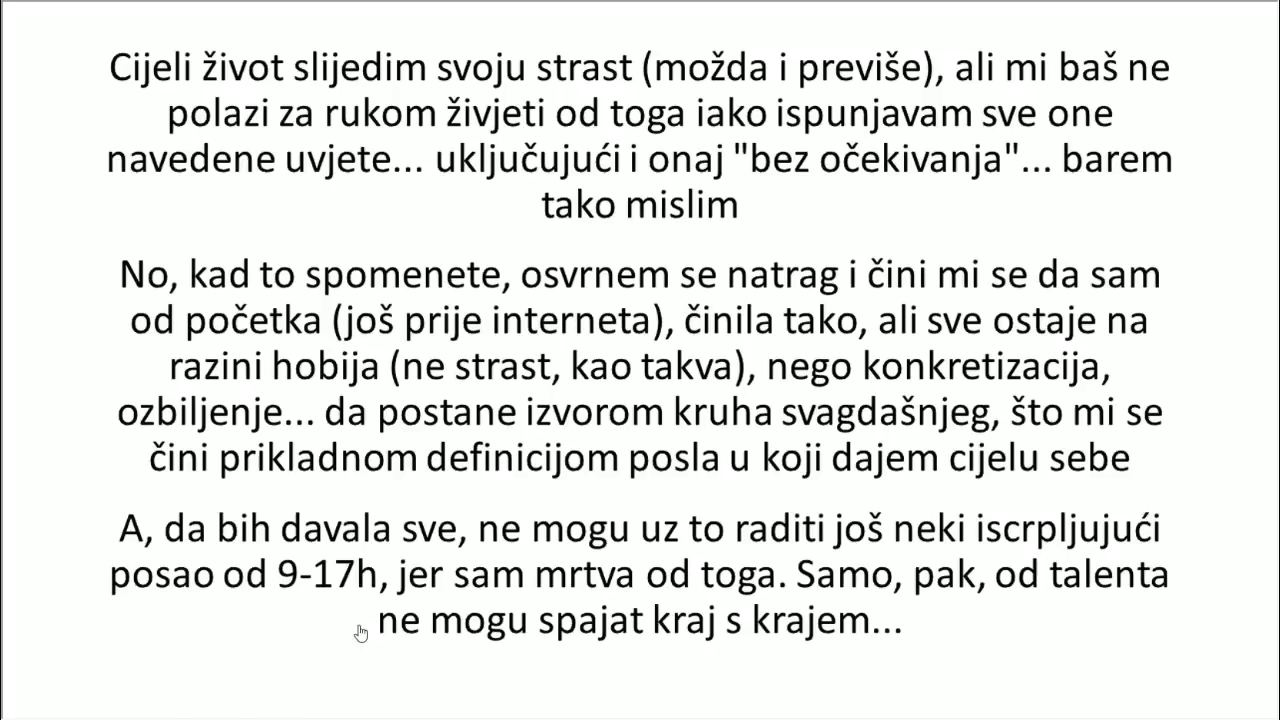 Cijeli život slijedim svoju strast (možda i previše), ali mi baš ne
polazi za rukom živjeti od toga iako ispunjavam sve one
navedene uvjete... uključujući i onaj "bez očekivanja"... barem
tako mislim
No, kad to spomenete, osvrnem se natrag i čini mi se da sam
od početka (još prije interneta), činila tako, ali sve ostaje na
razini hobija (ne strast, kao takva), nego konkretizacija,
ozbiljenje... da postane izvorom kruha svagdašnjeg, što mi se
čini prikladnom definicijom posla u koji dajem cijelu sebe
A, da bih davala sve, ne mogu uz to raditi još neki iscrpljujući
posao od 9-17h, jer sam mrtva od toga. Samo, pak, od talenta
ne mogu spajat kraj s krajem...